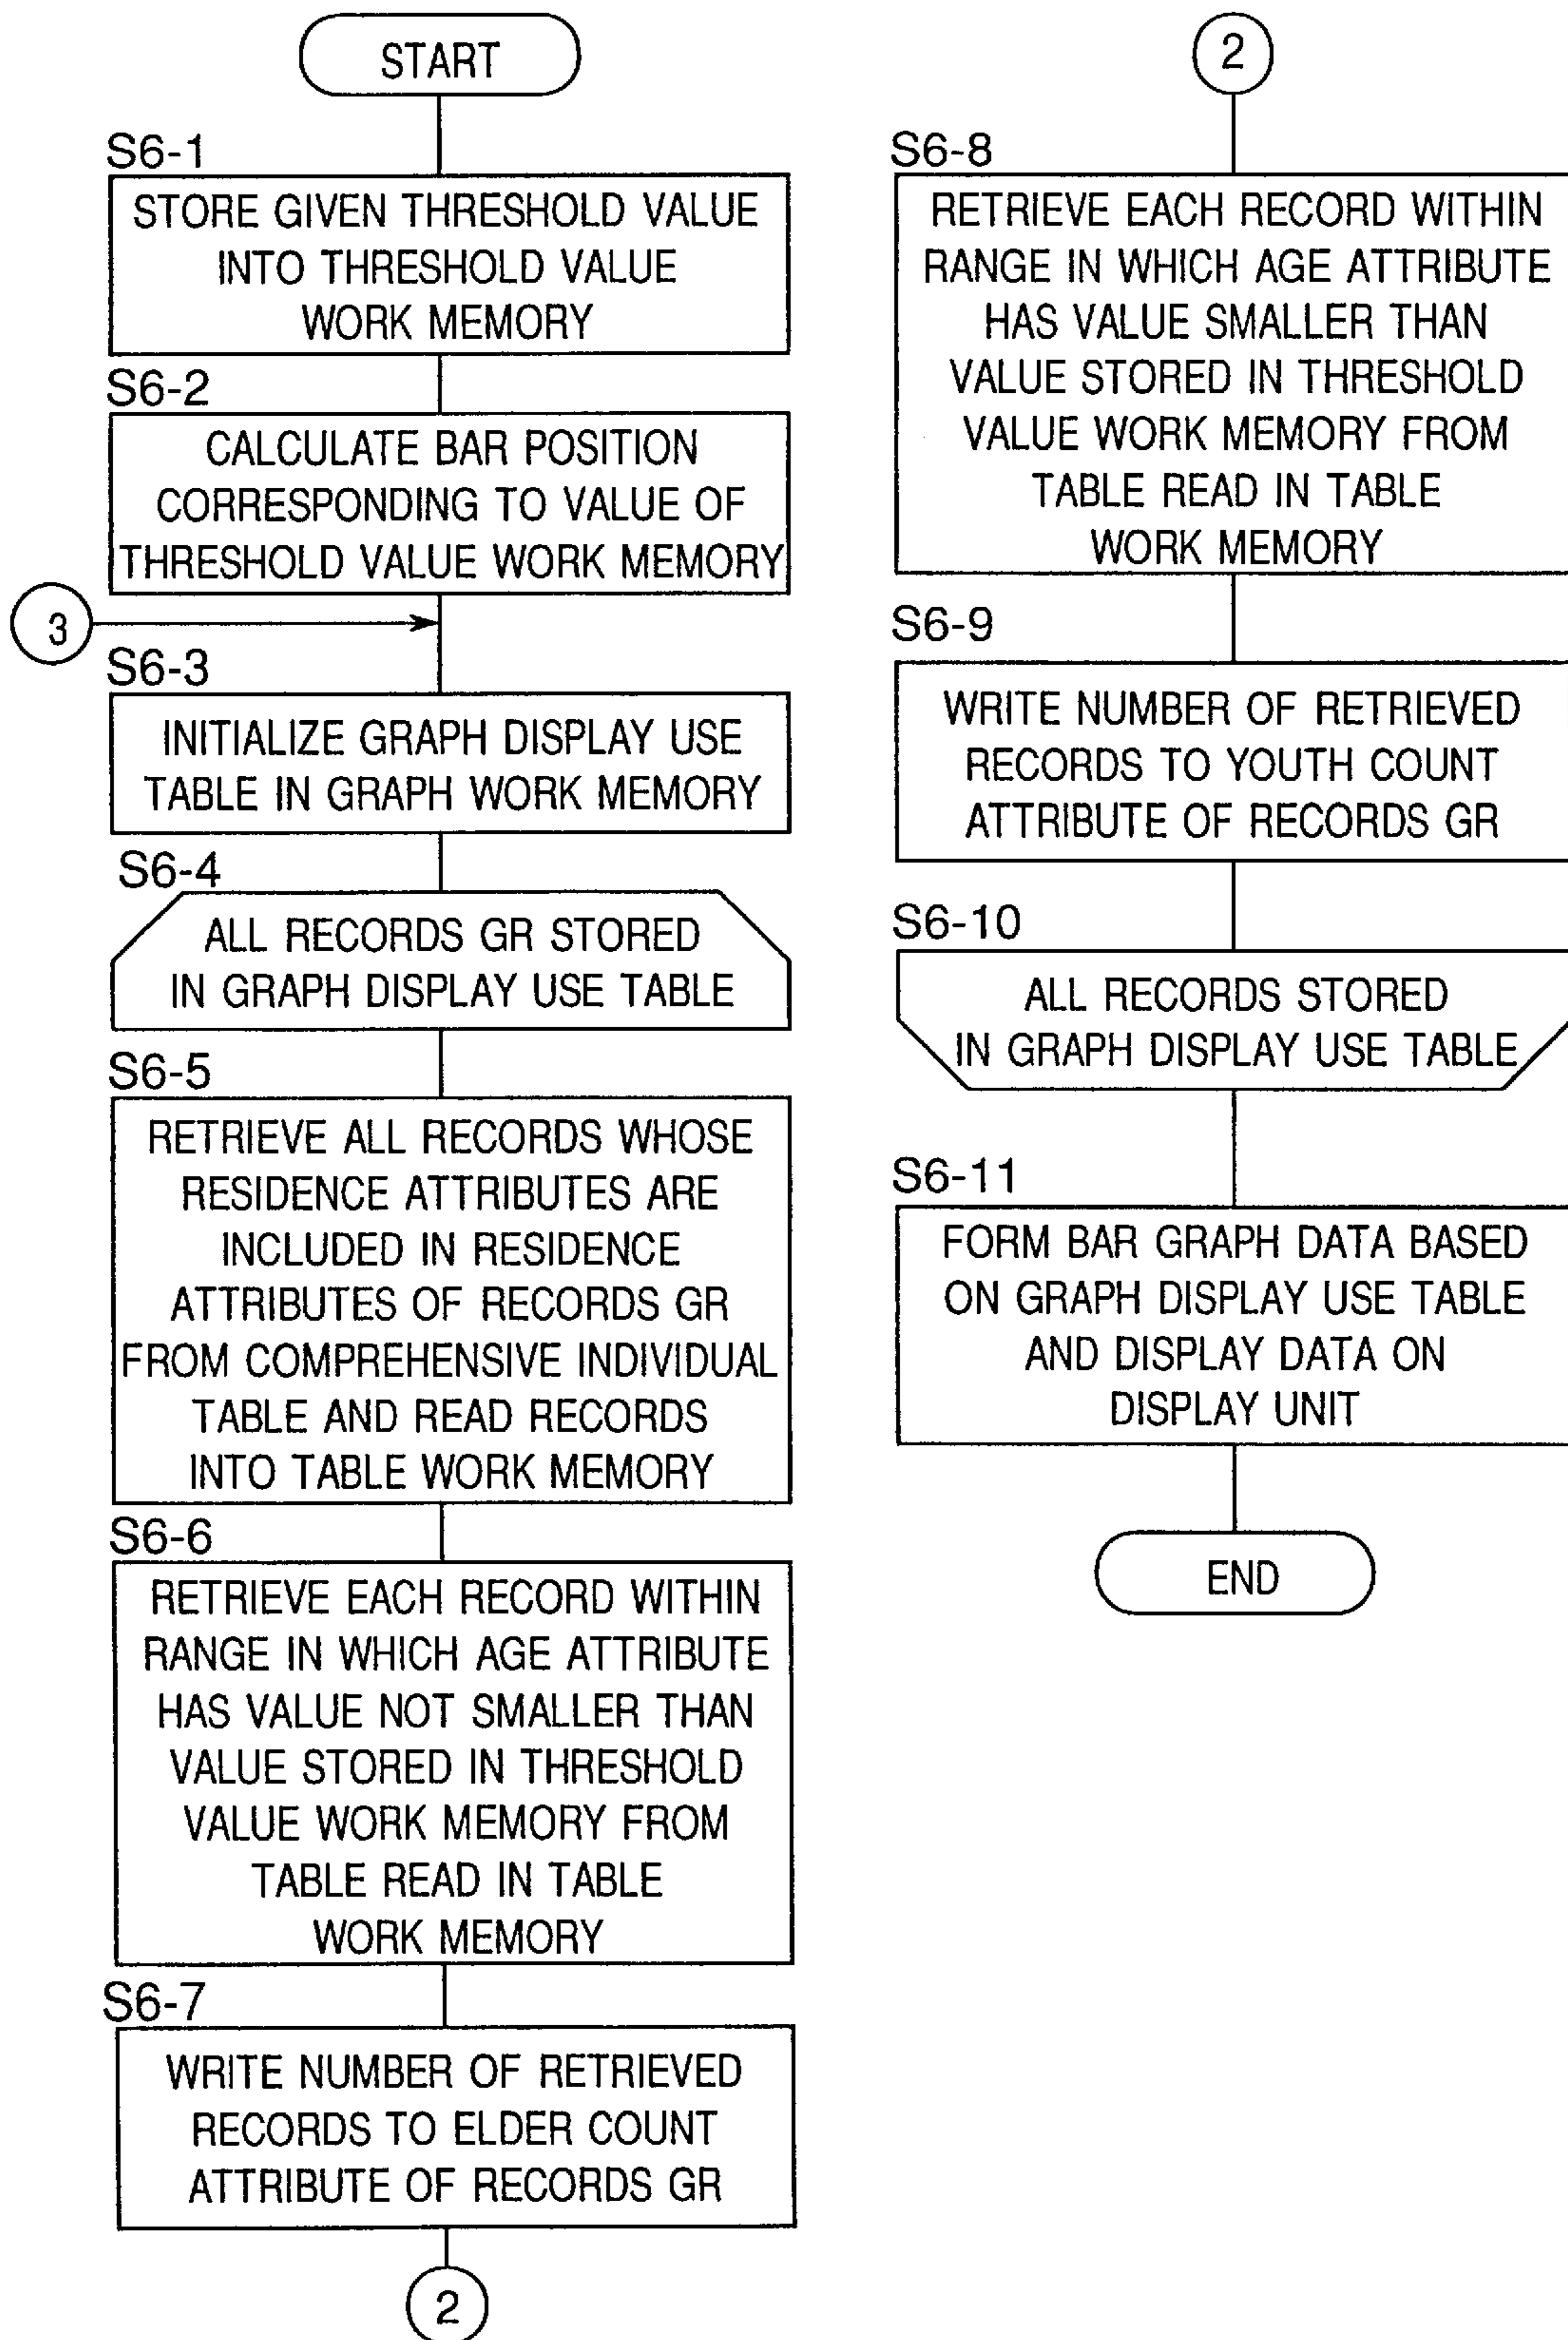 START
S6-1
STORE GIVEN THRESHOLD VALUE
INTO THRESHOLD VALUE
WORK MEMORY
S6-2
CALCULATE BAR POSITION
CORRESPONDING TO VALUE OF
THRESHOLD VALUE WORK MEMORY
3
S6-3
INITIALIZE GRAPH DISPLAY USE
TABLE IN GRAPH WORK MEMORY
S6-4
ALL RECORDS GR STORED
IN GRAPH DISPLAY USE TABLE
S6-5
RETRIEVE ALL RECORDS WHOSE
RESIDENCE ATTRIBUTES ARE
INCLUDED IN RESIDENCE
ATTRIBUTES OF RECORDS GR
FROM COMPREHENSIVE INDIVIDUAL
TABLE AND READ RECORDS
INTO TABLE WORK MEMORY
S6-6
RETRIEVE EACH RECORD WITHIN
RANGE IN WHICH AGE ATTRIBUTE
HAS VALUE NOT SMALLER THAN
VALUE STORED IN THRESHOLD
VALUE WORK MEMORY FROM
TABLE READ IN TABLE
WORK MEMORY
S6-7
WRITE NUMBER OF RETRIEVED
RECORDS TO ELDER COUNT
ATTRIBUTE OF RECORDS GR
2
2
S6-8
RETRIEVE EACH RECORD WITHIN
RANGE IN WHICH AGE ATTRIBUTE
HAS VALUE SMALLER THAN
VALUE STORED IN THRESHOLD
VALUE WORK MEMORY FROM
TABLE READ IN TABLE
WORK MEMORY
S6-9
WRITE NUMBER OF RETRIEVED
RECORDS TO YOUTH COUNT
ATTRIBUTE OF RECORDS GR
S6-10
ALL RECORDS STORED
IN GRAPH DISPLAY USE TABLE
S6-11
FORM BAR GRAPH DATA BASED
ON GRAPH DISPLAY USE TABLE
AND DISPLAY DATA ON
DISPLAY UNIT
END